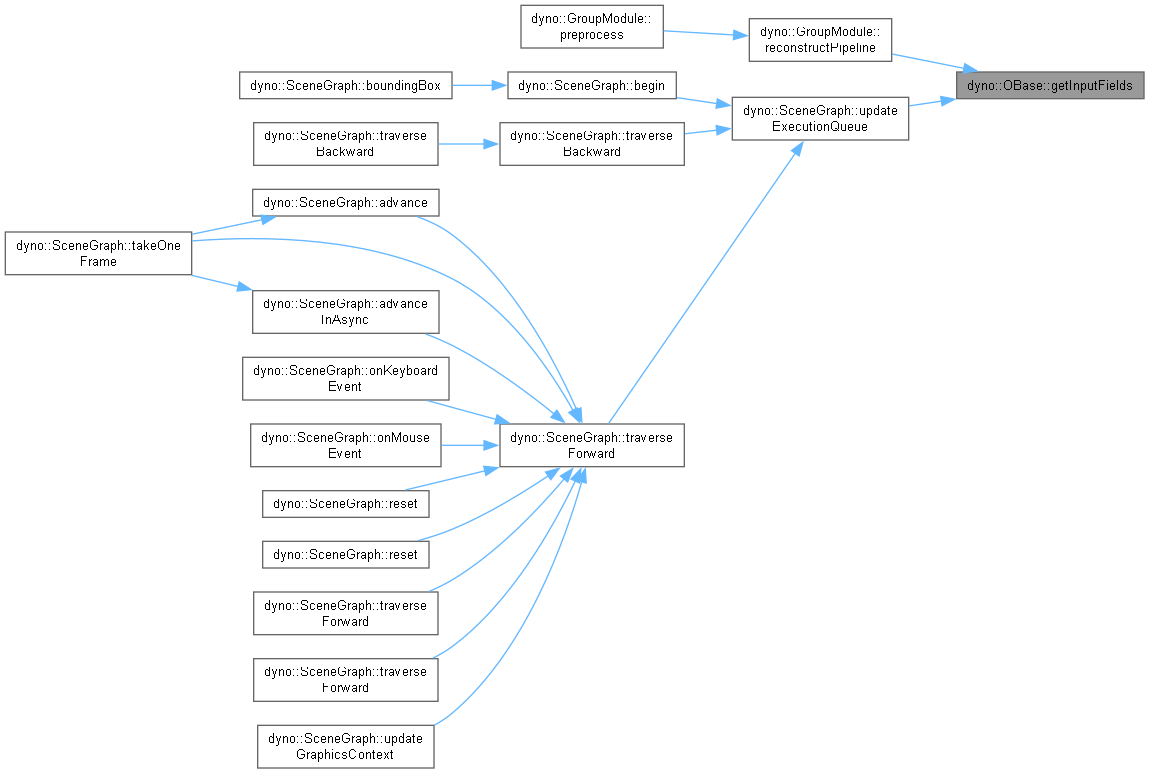 dyno::GroupModule::
preprocess
dyno::GroupModule::
reconstructPipeline
dyno::OBase::getInputFields
dyno::SceneGraph::boundingBox
dyno::SceneGraph::begin
dyno::SceneGraph::update
ExecutionQueue
dyno::SceneGraph::traverse
Backward
dyno::SceneGraph::traverse
Backward
dyno::SceneGraph::advance
dyno::SceneGraph::takeOne
Frame
dyno::SceneGraph::advance
InAsync
dyno::SceneGraph::onKeyboard
Event
dyno::SceneGraph::onMouse
Event
dyno::SceneGraph::traverse
Forward
dyno::SceneGraph::reset
dyno::SceneGraph::reset
dyno::SceneGraph::traverse
Forward
dyno::SceneGraph::traverse
Forward
dyno::SceneGraph::update
GraphicsContext